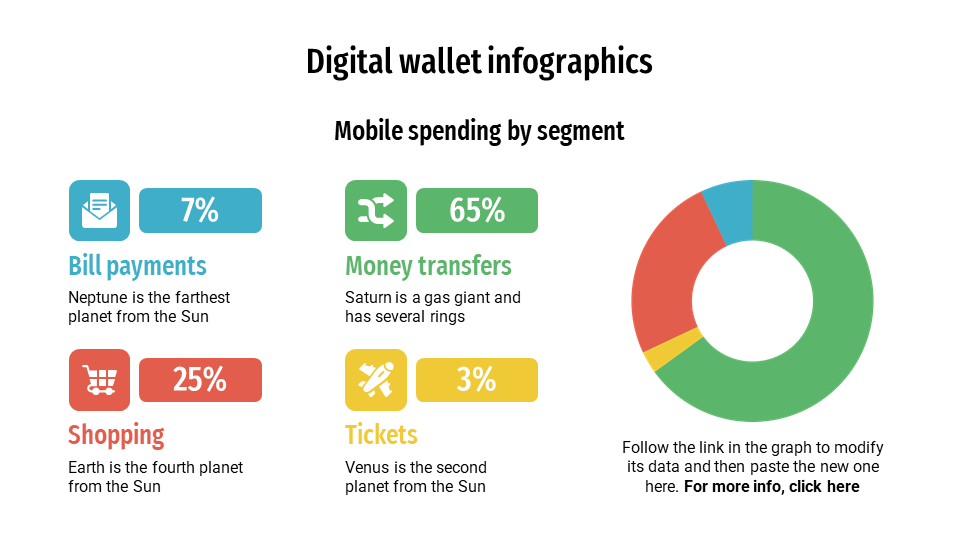 Digital wallet infographics
Mobile spending by segment
7%
Bill payments
Neptune is the farthest
planet from the Sun
65%
Money transfers
Saturn is a gas giant and
has several rings
25%
Shopping
Earth is the fourth planet
from the Sun
3%
Tickets
Venus is the second
planet from the Sun
Follow the link in the graph to modify
its data and then paste the new one
here. For more info, click here